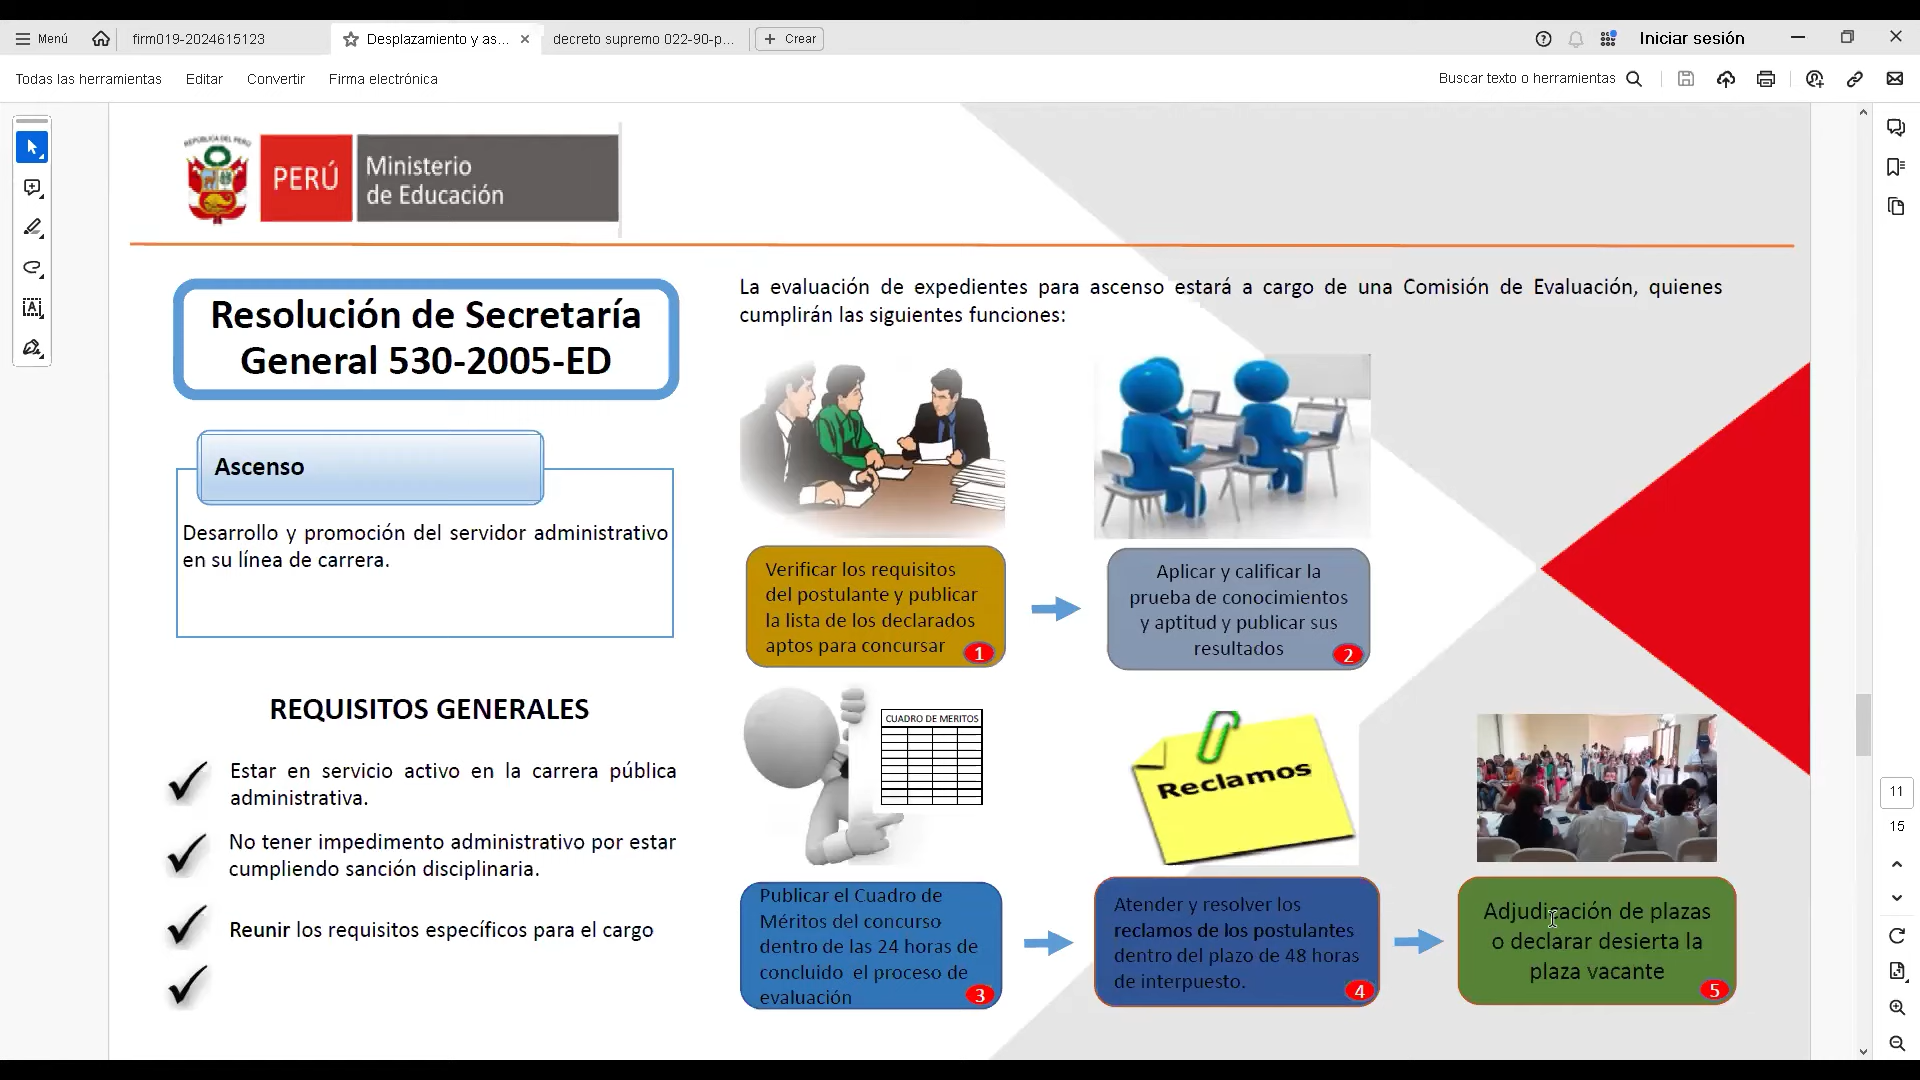 Menú
firm019-2024615123
Desplazamiento y as...
decreto supremo 022-90-p...
Crear
Iniciar sesión
Todas las herramientas
Editar
Convertir
Firma electrónica
Buscar texto o herramientas
REPÚBLICA DEL PERÚ
PERÚ
Ministerio
de Educación
Resolución de Secretaría
General 530-2005-ED
Ascenso
Desarrollo y promoción del servidor administrativo
en su línea de carrera.
REQUISITOS GENERALES
Estar en servicio activo en la carrera pública
administrativa.
No tener impedimento administrativo por estar
cumpliendo sanción disciplinaria.
Reunir los requisitos específicos para el cargo
La evaluación de expedientes para ascenso estará a cargo de una Comisión de Evaluación, quienes
cumplirán las siguientes funciones:
Verificar los requisitos
del postulante y publicar
la lista de los declarados
aptos para concursar
1
Aplicar y calificar la
prueba de conocimientos
y aptitud y publicar sus
resultados
2
CUADRO DE MERITOS
Publicar el Cuadro de
Méritos del concurso
dentro de las 24 horas de
concluido el proceso de
evaluación
3
Reclamos
Atender y resolver los
reclamos de los postulantes
dentro del plazo de 48 horas
de interpuesto.
4
Adjudicación de plazas
o declarar desierta la
plaza vacante
5
11
15